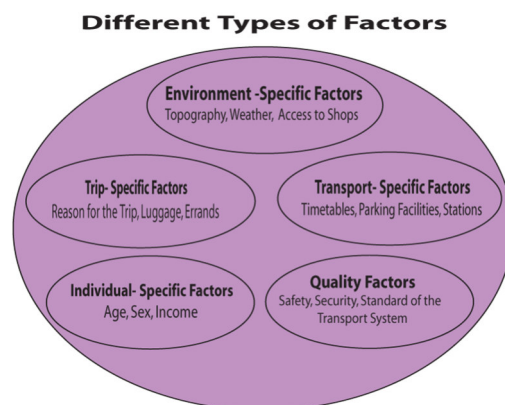 Different Types of Factors
Environment -Specific Factors
Topography, Weather, Access to Shops
Trip- Specific Factors
Reason for the Trip, Luggage, Errands
Transport- Specific Factors
Timetables, Parking Facilities, Stations
Individual- Specific Factors
Age, Sex, Income
Quality Factors
Safety, Security, Standard of the
Transport System